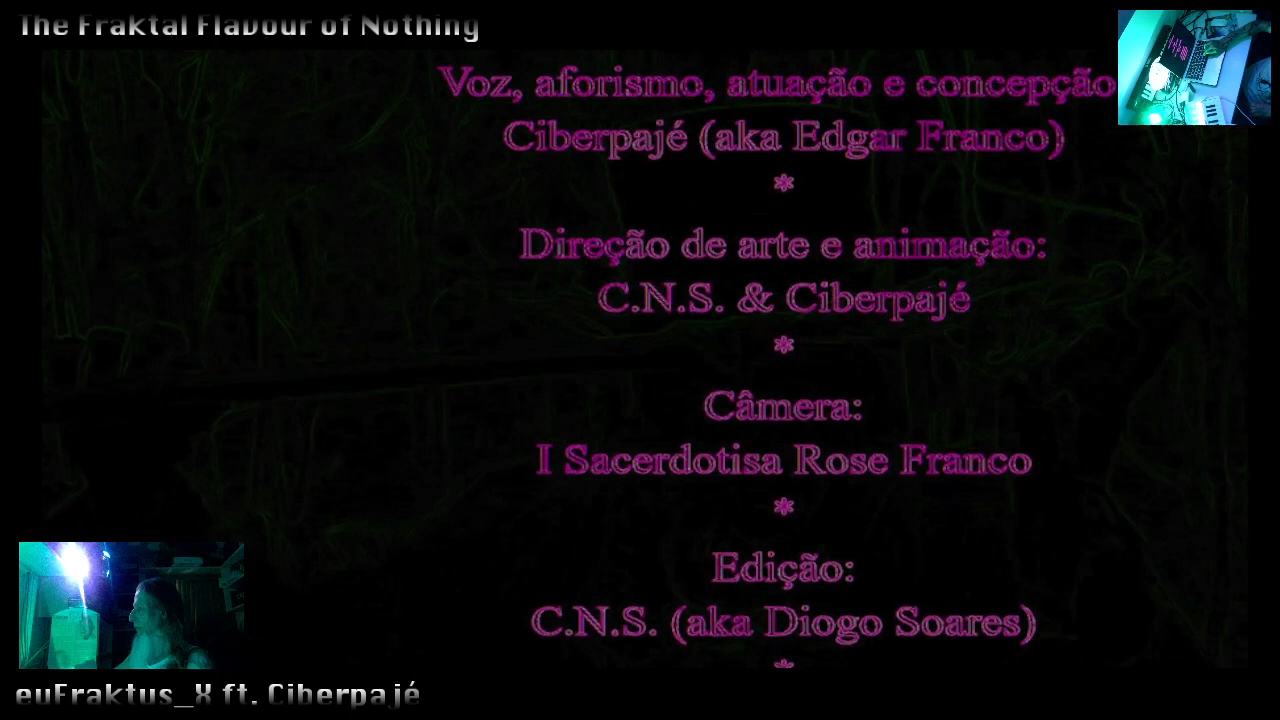 The Fraktal Flavour of Nothing
Voz, aforismo, atuação e concepção
Ciberpajé (aka Edgar Franco)
*
Direção de arte e animação:
C.N.S. & Ciberpajé
*
Câmera:
I Sacerdotisa Rose Franco
*
Edição:
C.N.S. (aka Diogo Soares)
*
euFraktus_X ft. Ciberpajé